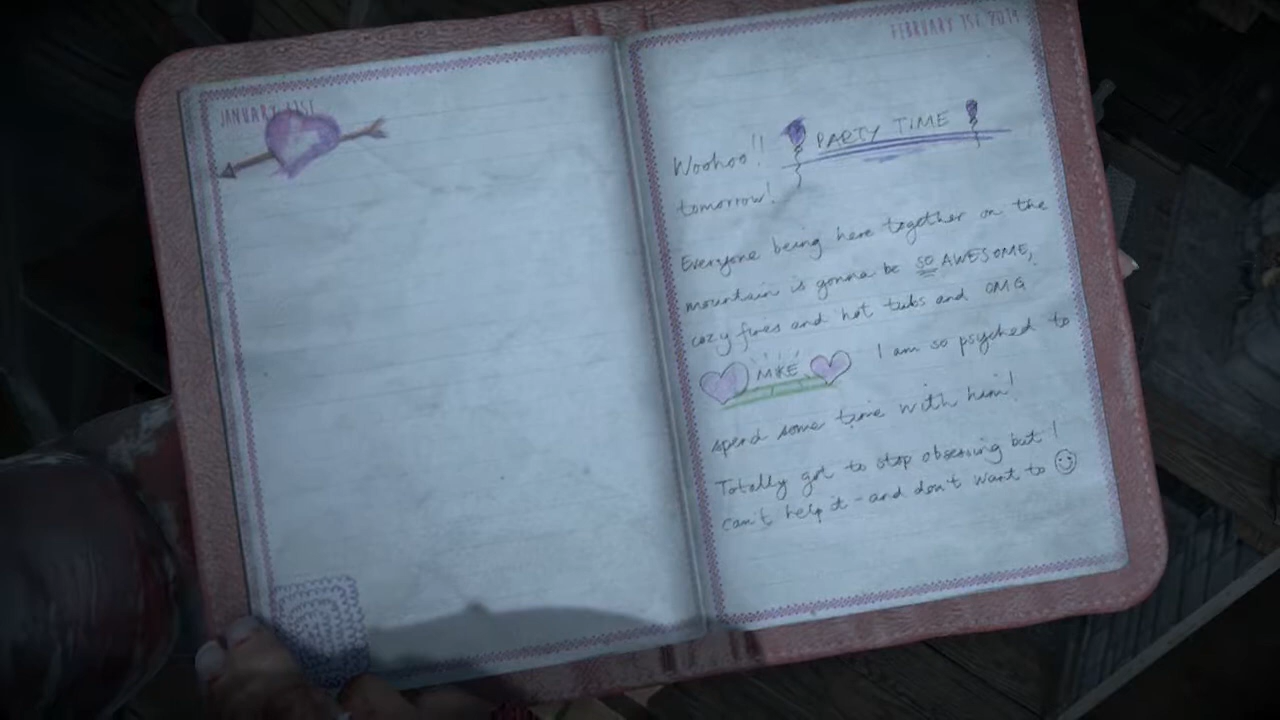 JANUARY 31ST
FEBRUARY 1ST 2014
Woohoo!! PARTY TIME
tomorrow!
Everyone being here together on the
mountain is gonna be SO AWESOME,
cozy fires and hot tubs and OMG
MIKE I am so psyched to
spend some time with him!
Totally got to stop obsessing but I
can't help it - and don't want to